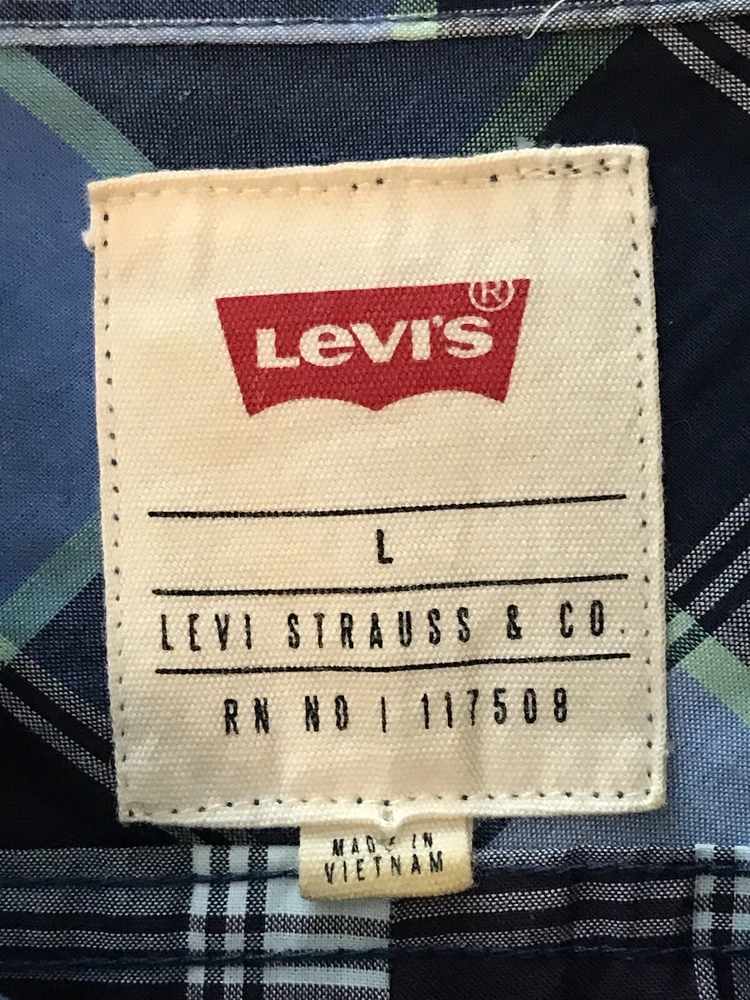 LEVI'S®
L
LEVI STRAUSS & CO.
RN NO | 117508
MADE IN
VIETNAM